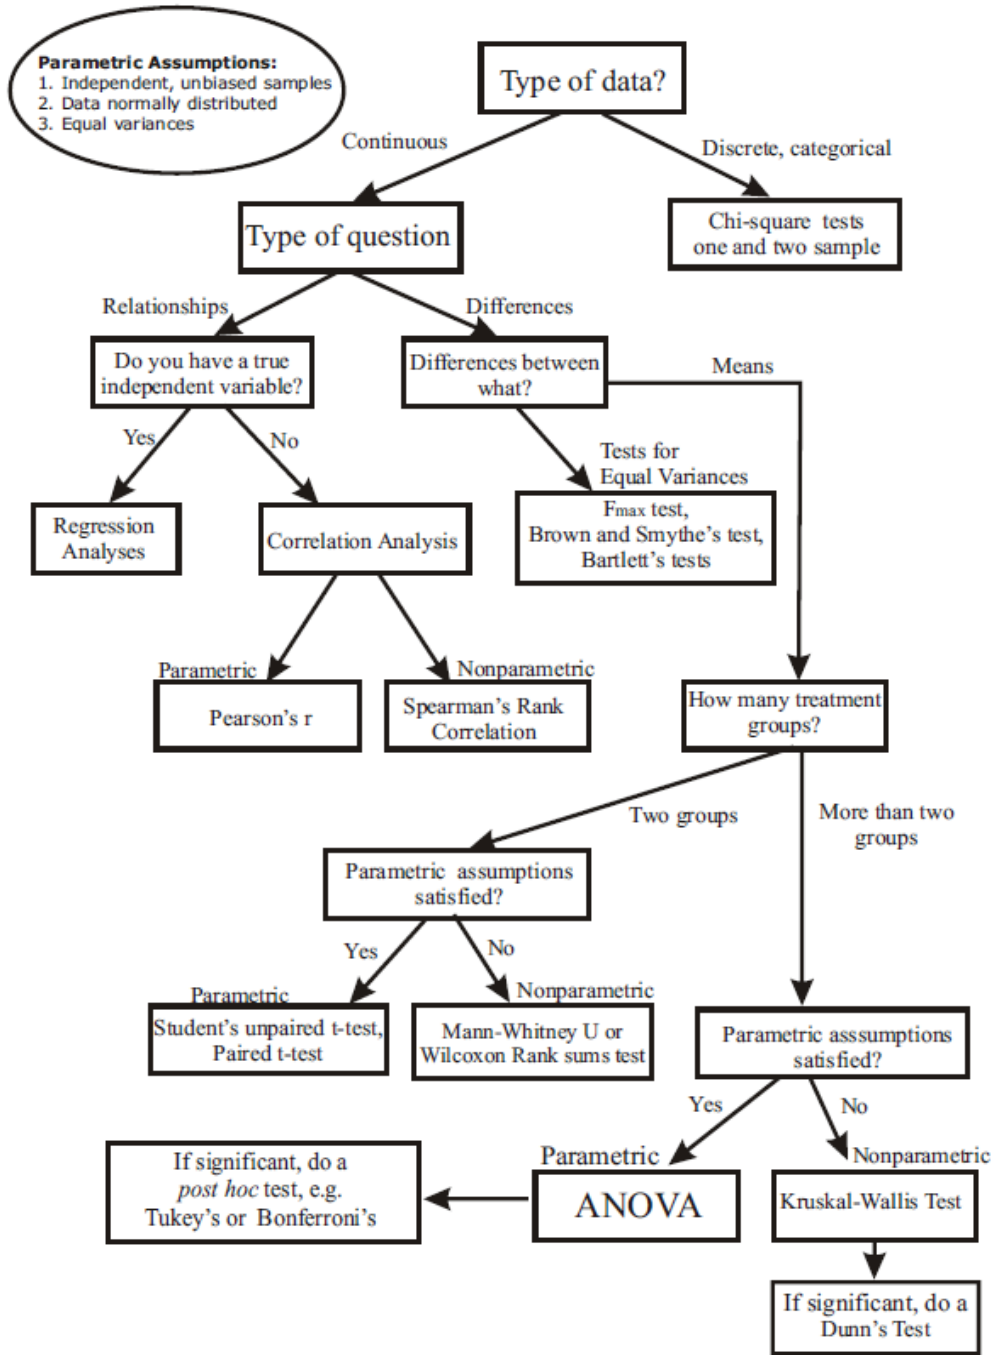 Parametric Assumptions:
1. Independent, unbiased samples
2. Data normally distributed
3. Equal variances
Type of data?
Continuous
Discrete, categorical
Type of question
Chi-square tests
one and two sample
Relationships
Differences
Do you have a true
independent variable?
Differences between
what?
Means
Yes
No
Tests for
Equal Variances
Regression
Analyses
Correlation Analysis
Fmax test,
Brown and Smythe's test,
Bartlett's tests
Parametric
Nonparametric
Pearson's r
Spearman's Rank
Correlation
How many treatment
groups?
Two groups
More than two
groups
Parametric assumptions
satisfied?
Yes
No
Parametric
Nonparametric
Student's unpaired t-test,
Paired t-test
Mann-Whitney U or
Wilcoxon Rank sums test
Parametric asssumptions
satisfied?
Yes
No
Parametric
Nonparametric
If significant, do a
post hoc test, e.g.
Tukey's or Bonferroni's
ANOVA
Kruskal-Wallis Test
If significant, do a
Dunn's Test